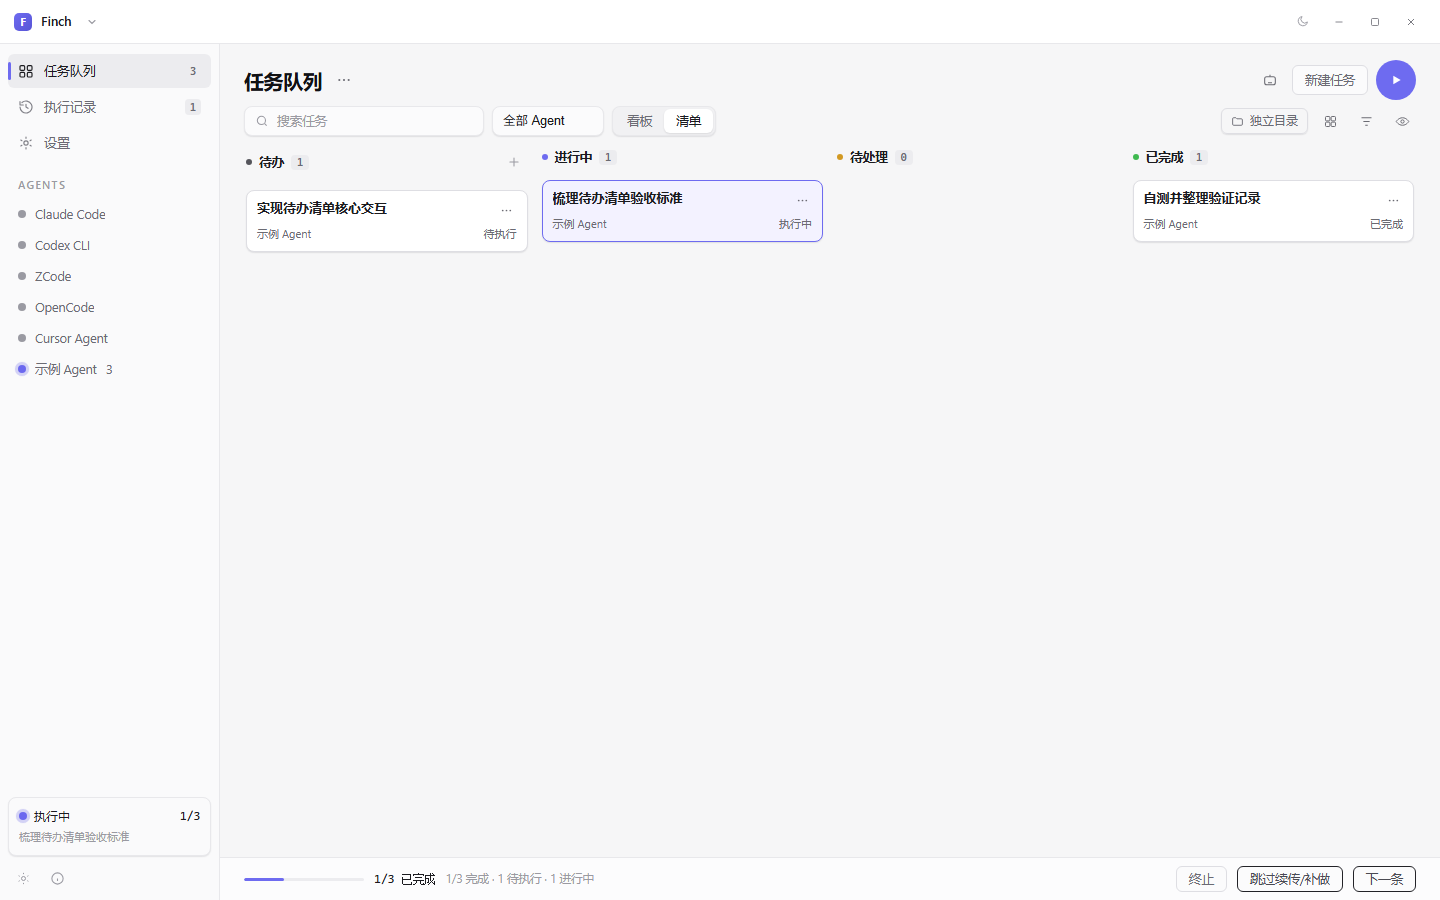 F Finch
任务队列 3
执行记录 1
设置
AGENTS
Claude Code
Codex CLI
ZCode
OpenCode
Cursor Agent
示例 Agent 3
执行中 1/3
梳理待办清单验收标准
任务队列 ···
新建任务
搜索任务
全部 Agent
看板 清单
独立目录
待办 1
实现待办清单核心交互 ···
示例 Agent 待执行
进行中 1
梳理待办清单验收标准 ···
示例 Agent 执行中
待处理 0
已完成 1
自测并整理验证记录 ···
示例 Agent 已完成
1/3 已完成 1/3 完成 · 1 待执行 · 1 进行中
终止 跳过续传/补做 下一条